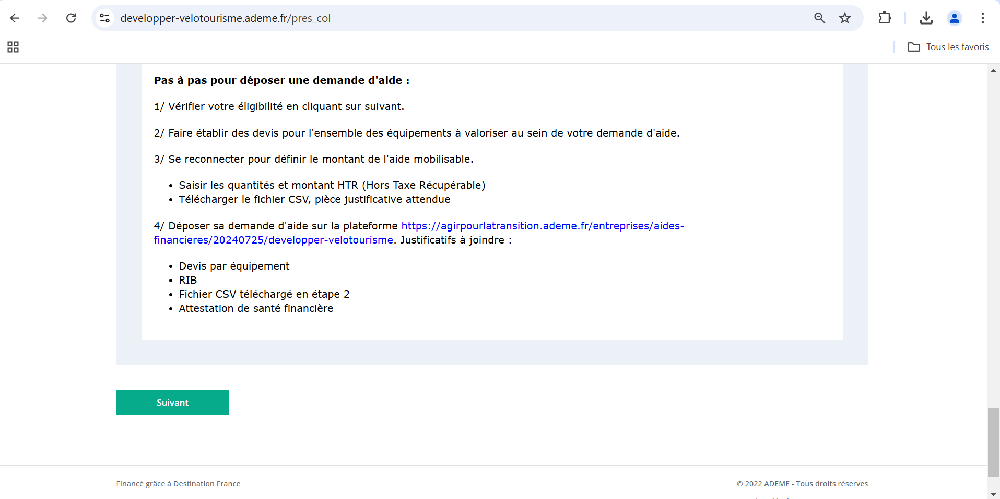 developper-velotourisme.ademe.fr/pres_col
Tous les favoris
Pas à pas pour déposer une demande d'aide :
1/ Vérifier votre éligibilité en cliquant sur suivant.
2/ Faire établir des devis pour l'ensemble des équipements à valoriser au sein de votre demande d'aide.
3/ Se reconnecter pour définir le montant de l'aide mobilisable.
• Saisir les quantités et montant HTR (Hors Taxe Récupérable)
• Télécharger le fichier CSV, pièce justificative attendue
4/ Déposer sa demande d'aide sur la plateforme https://agirpourlatransition.ademe.fr/entreprises/aides-
financieres/20240725/developper-velotourisme. Justificatifs à joindre :
• Devis par équipement
• RIB
• Fichier CSV téléchargé en étape 2
• Attestation de santé financière
Suivant
Financé grâce à Destination France
© 2022 ADEME - Tous droits réserves